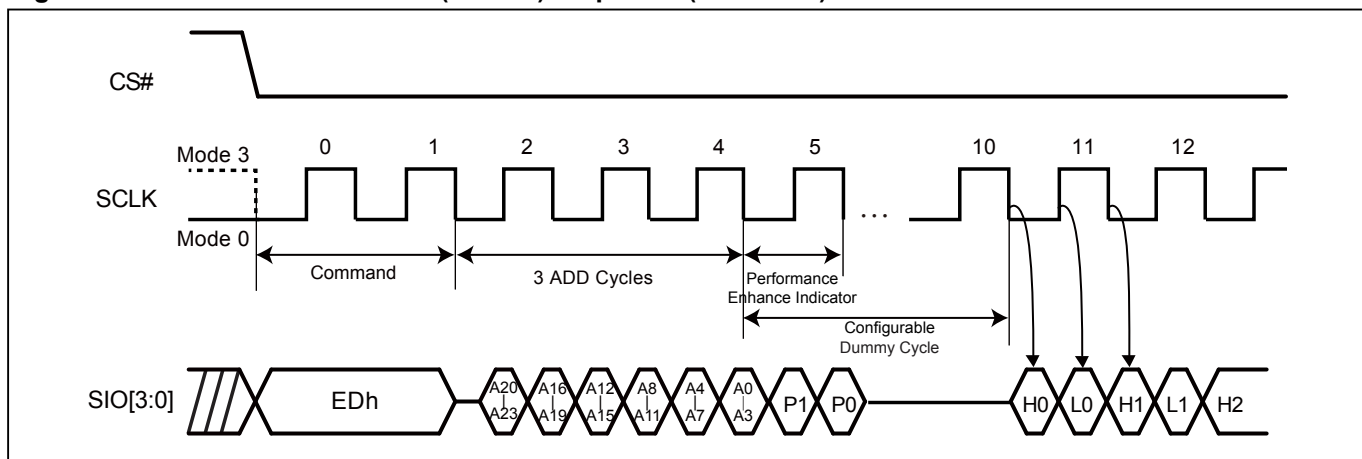 CS#
Mode 3
0 1 2 3 4 5 10 11 12
SCLK
...
Mode 0
Command
3 ADD Cycles
Performance
Enhance Indicator
Configurable
Dummy Cycle
SIO[3:0]
EDh
A20 | A23
A16 | A19
A12 | A15
A8 | A11
A4 | A7
A0 | A3
P1
P0
H0
L0
H1
L1
H2